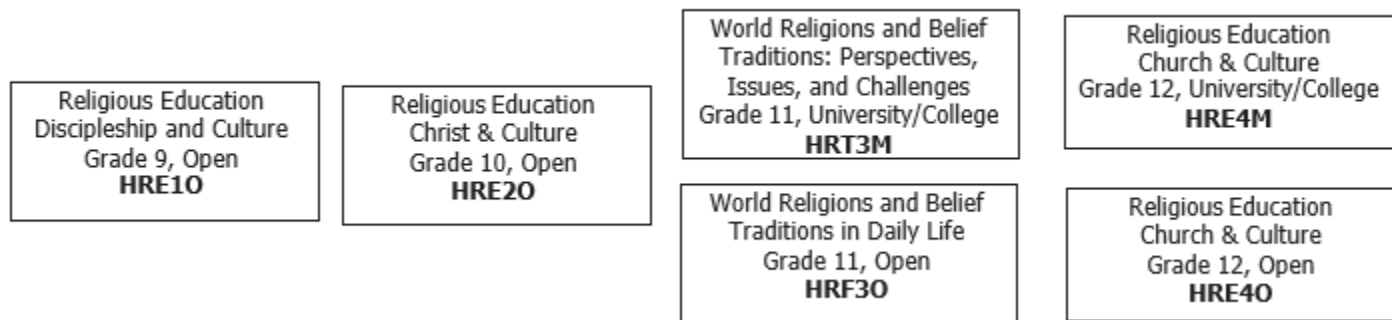 Religious Education
Discipleship and Culture
Grade 9, Open
HRE1O
Religious Education
Christ & Culture
Grade 10, Open
HRE2O
World Religions and Belief
Traditions: Perspectives,
Issues, and Challenges
Grade 11, University/College
HRT3M
World Religions and Belief
Traditions in Daily Life
Grade 11, Open
HRF3O
Religious Education
Church & Culture
Grade 12, University/College
HRE4M
Religious Education
Church & Culture
Grade 12, Open
HRE4O